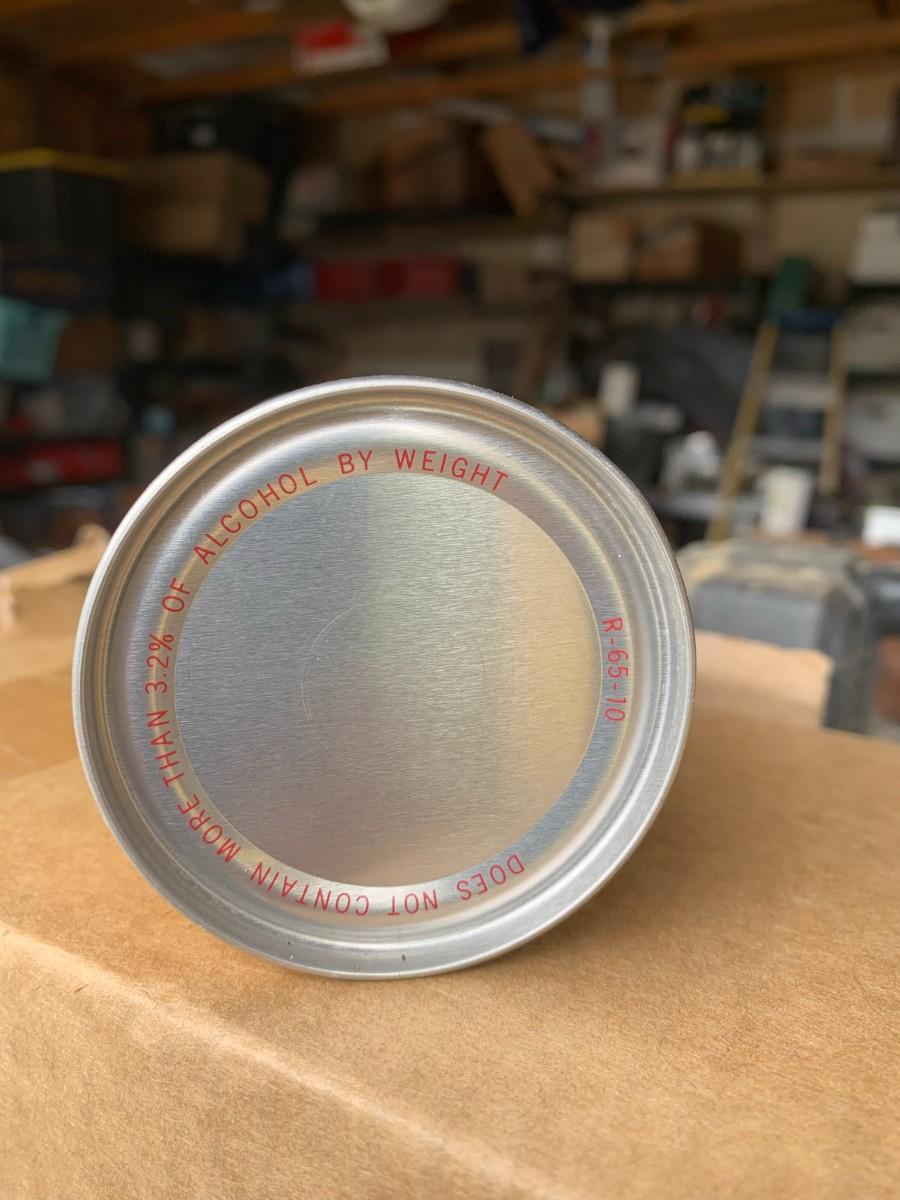 DOES NOT CONTAIN MORE THAN 3.2% OF ALCOHOL BY WEIGHT
R-65-10